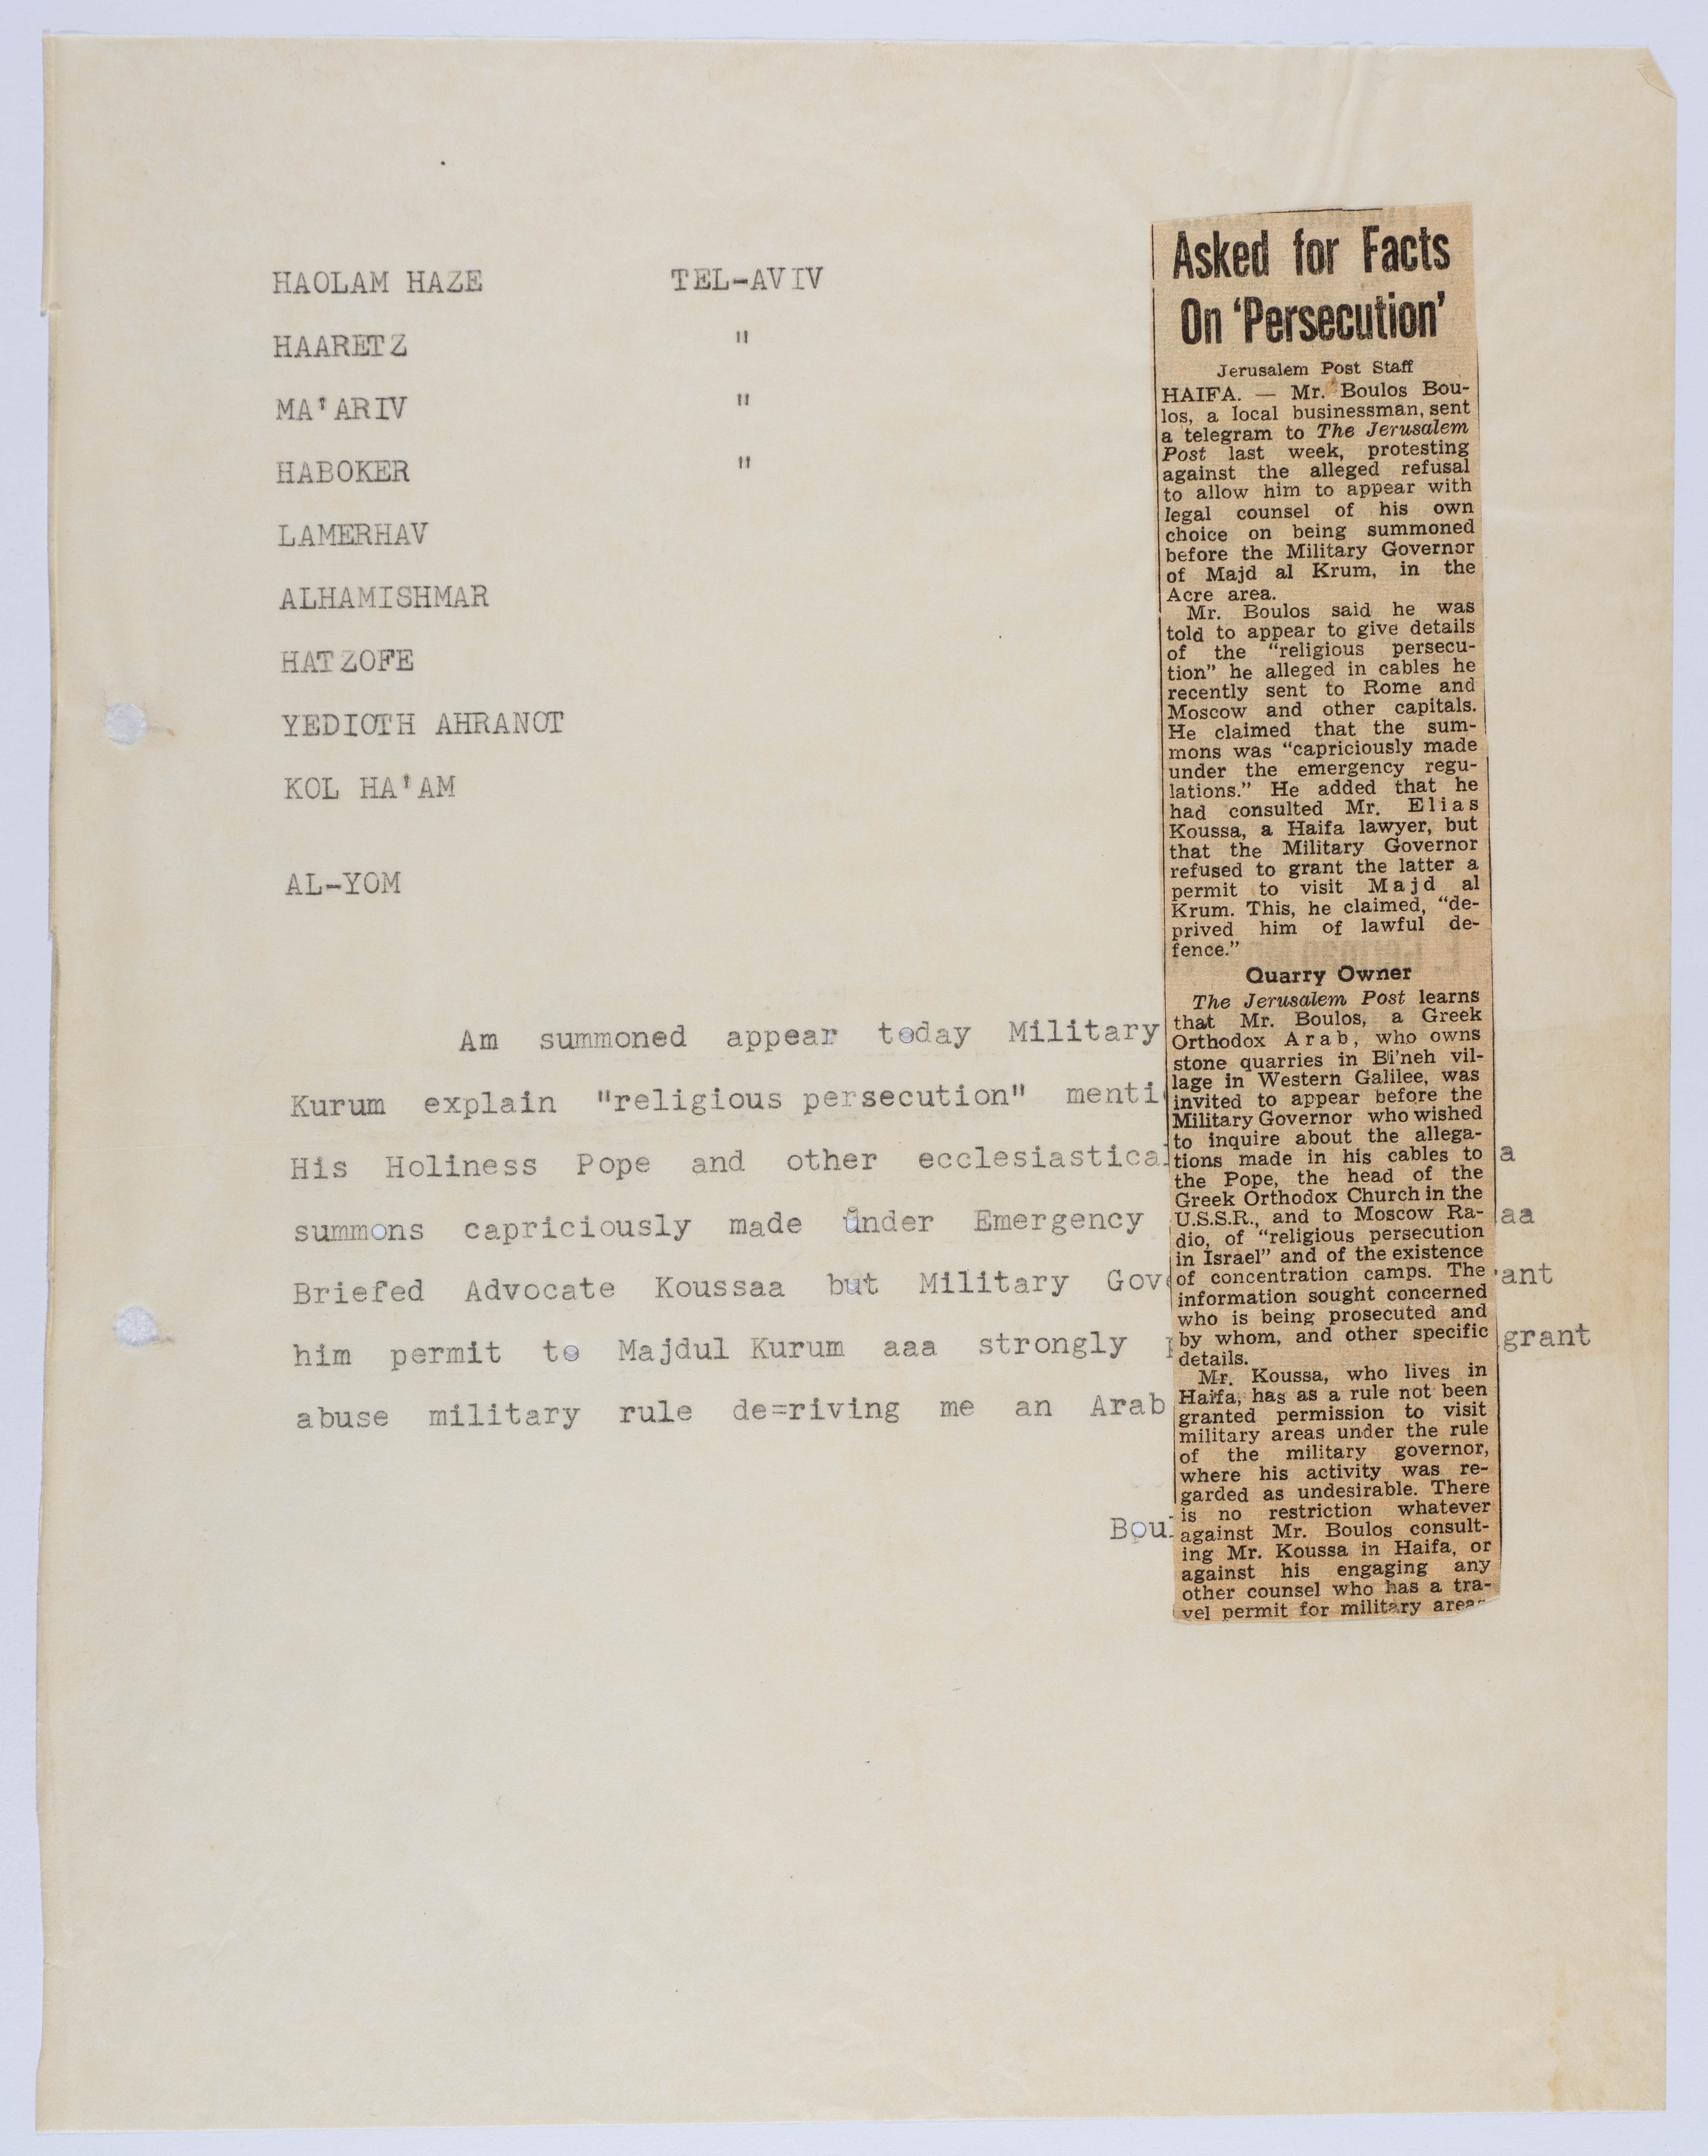 HAOLAM HAZE TEL-AVIV
HAARETZ "
MA'ARIV "
HABOKER "
LAMERHAV
ALHAMISHMAR
HATZOFE
YEDIOTH AHRANOT
KOL HA'AM
AL-YOM
Am summoned appear today Military
Kurum explain "religious persecution"
His Holiness Pope and other a
summons capriciously made under Emergency aa
Briefed Advocate Koussaa but Military
him permit to Majdul Kurum aaa strongly grant
abuse military rule de=riving me an Arab
Asked for Facts
On 'Persecution'
Jerusalem Post Staff
HAIFA. — Mr. Boulos Bou-
los, a local businessman, sent
a telegram to The Jerusalem
Post last week, protesting
against the alleged refusal
to allow him to appear with
legal counsel of his own
choice on being summoned
before the Military Governor
of Majd al Krum, in the
Acre area.
Mr. Boulos said he was
told to appear to give details
of the "religious persecu-
tion" he alleged in cables he
recently sent to Rome and
Moscow and other capitals.
He claimed that the sum-
mons was "capriciously made
under the emergency regu-
lations." He added that he
had consulted Mr. Elias
Koussa, a Haifa lawyer, but
that the Military Governor
refused to grant the latter a
permit to visit Majd al
Krum. This, he claimed, "de-
prived him of lawful de-
fence."
Quarry Owner
The Jerusalem Post learns
that Mr. Boulos, a Greek
Orthodox Arab, who owns
stone quarries in Bi'neh vil-
lage in Western Galilee, was
invited to appear before the
Military Governor who wished
to inquire about the allega-
tions made in his cables to
the Pope, the head of the
Greek Orthodox Church in the
U.S.S.R., and to Moscow Ra-
dio, of "religious persecution
in Israel" and of the existence
of concentration camps. The
information sought concerned
who is being prosecuted and
by whom, and other specific
details.
Mr. Koussa, who lives in
Haifa, has as a rule not been
granted permission to visit
military areas under the rule
of the military governor,
where his activity was re-
garded as undesirable. There
is no restriction whatever
against Mr. Boulos consult-
ing Mr. Koussa in Haifa, or
against his engaging any
other counsel who has a tra-
vel permit for military areas